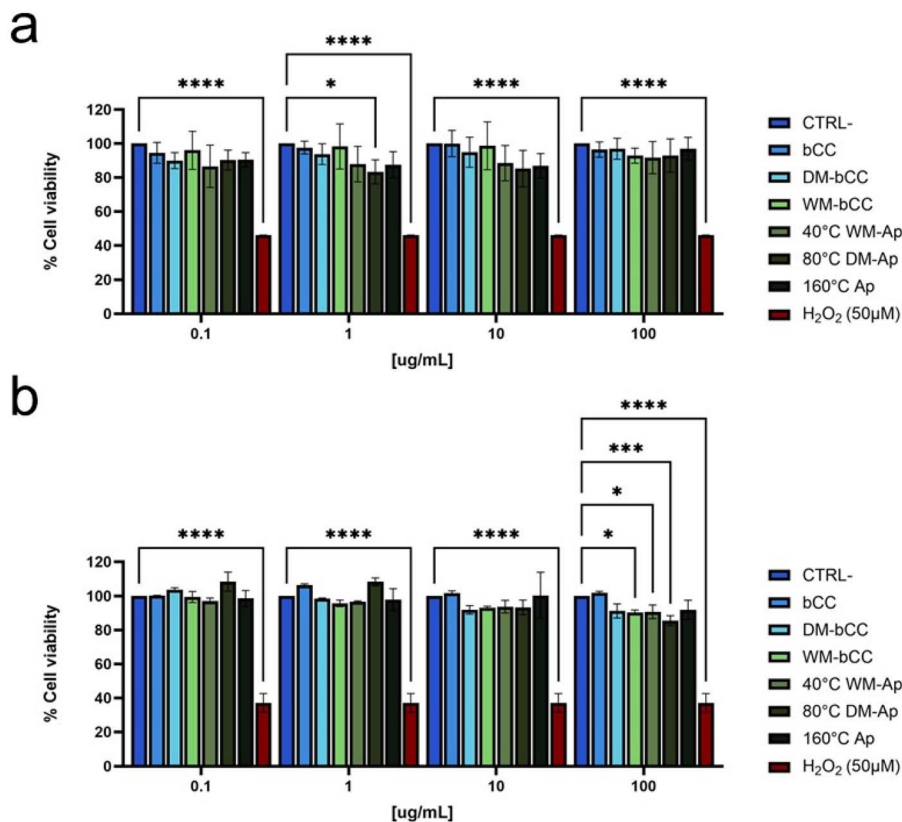 a
****
****
*
****
****
****
120
100
80
60
40
20
0
% Cell viability
0.1
1
10
100
[ug/mL]
CTRL-
bCC
DM-bCC
WM-bCC
40°C WM-Ap
80°C DM-Ap
160°C Ap
H₂O₂ (50µM)
b
****
***
*
*
****
****
****
120
100
80
60
40
20
0
% Cell viability
0.1
1
10
100
[ug/mL]
CTRL-
bCC
DM-bCC
WM-bCC
40°C WM-Ap
80°C DM-Ap
160°C Ap
H₂O₂ (50µM)